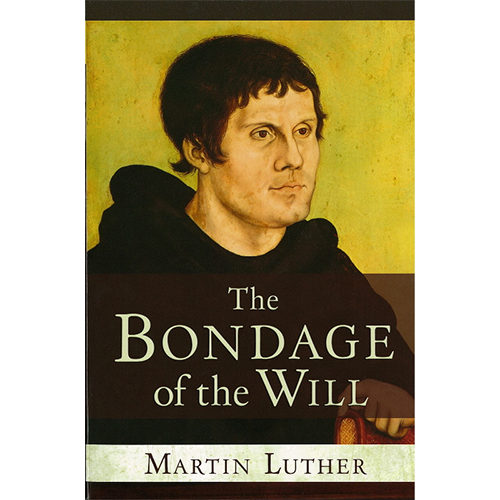 The
BONDAGE
of the WILL
MARTIN LUTHER